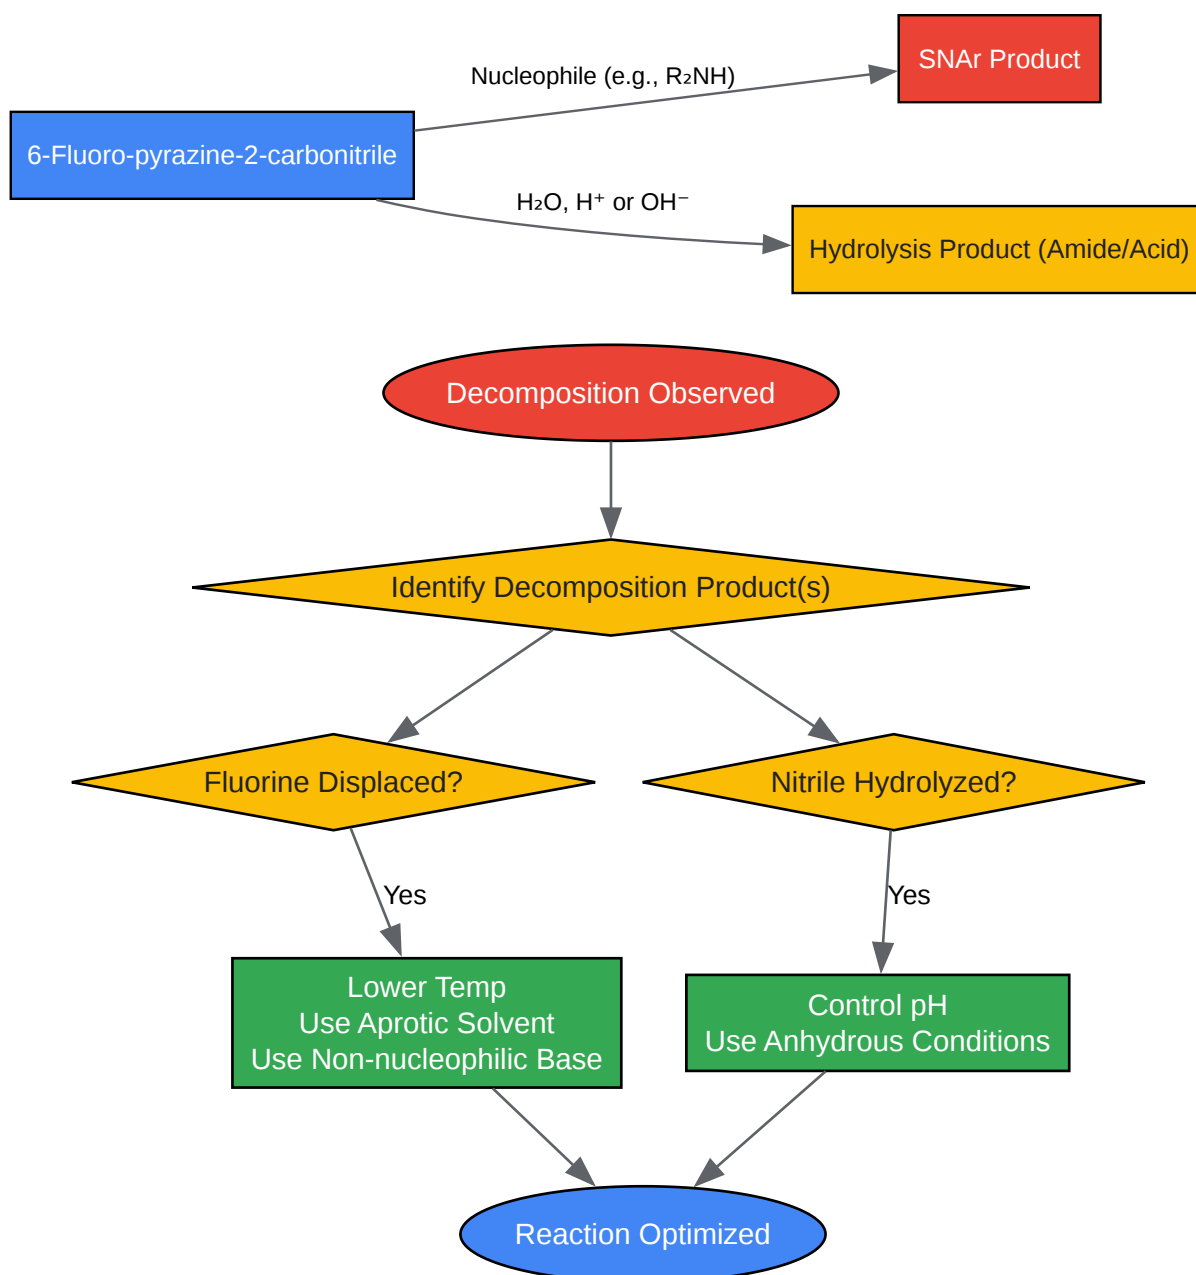 SNAr Product
Nucleophile (e.g., R₂NH)
6-Fluoro-pyrazine-2-carbonitrile
H₂O, H⁺ or OH⁻
Hydrolysis Product (Amide/Acid)
Decomposition Observed
Identify Decomposition Product(s)
Fluorine Displaced?
Nitrile Hydrolyzed?
Yes
Yes
Lower Temp
Use Aprotic Solvent
Use Non-nucleophilic Base
Control pH
Use Anhydrous Conditions
Reaction Optimized